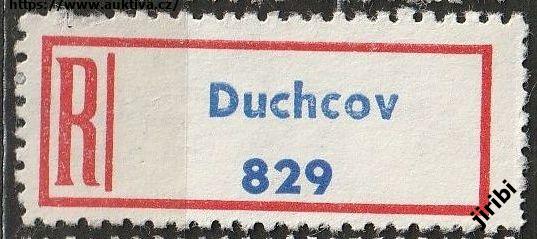 https://www.auktiva.cz/
R
Duchcov
829
jiribi